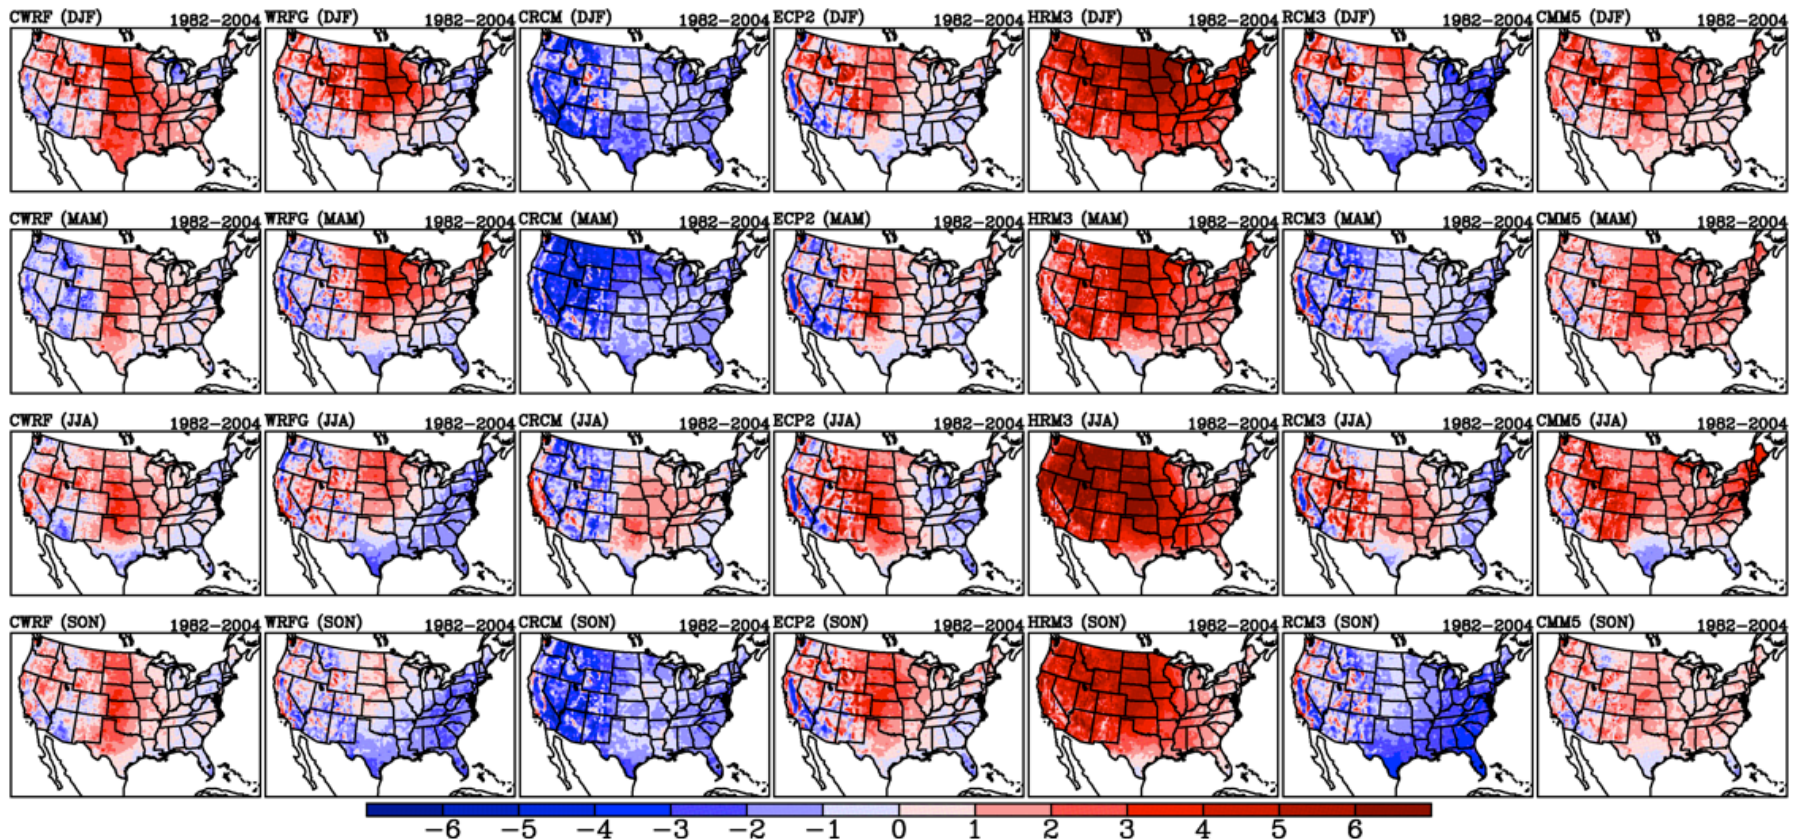 CWRF (DJF) 1982-2004 WRFG (DJF) 1982-2004 CRCM (DJF) 1982-2004 ECP2 (DJF) 1982-2004 HRM3 (DJF) 1982-2004 RCM3 (DJF) 1982-2004 CMM5 (DJF) 1982-2004
CWRF (MAM) 1982-2004 WRFG (MAM) 1982-2004 CRCM (MAM) 1982-2004 ECP2 (MAM) 1982-2004 HRM3 (MAM) 1982-2004 RCM3 (MAM) 1982-2004 CMM5 (MAM) 1982-2004
CWRF (JJA) 1982-2004 WRFG (JJA) 1982-2004 CRCM (JJA) 1982-2004 ECP2 (JJA) 1982-2004 HRM3 (JJA) 1982-2004 RCM3 (JJA) 1982-2004 CMM5 (JJA) 1982-2004
CWRF (SON) 1982-2004 WRFG (SON) 1982-2004 CRCM (SON) 1982-2004 ECP2 (SON) 1982-2004 HRM3 (SON) 1982-2004 RCM3 (SON) 1982-2004 CMM5 (SON) 1982-2004
-6 -5 -4 -3 -2 -1 0 1 2 3 4 5 6